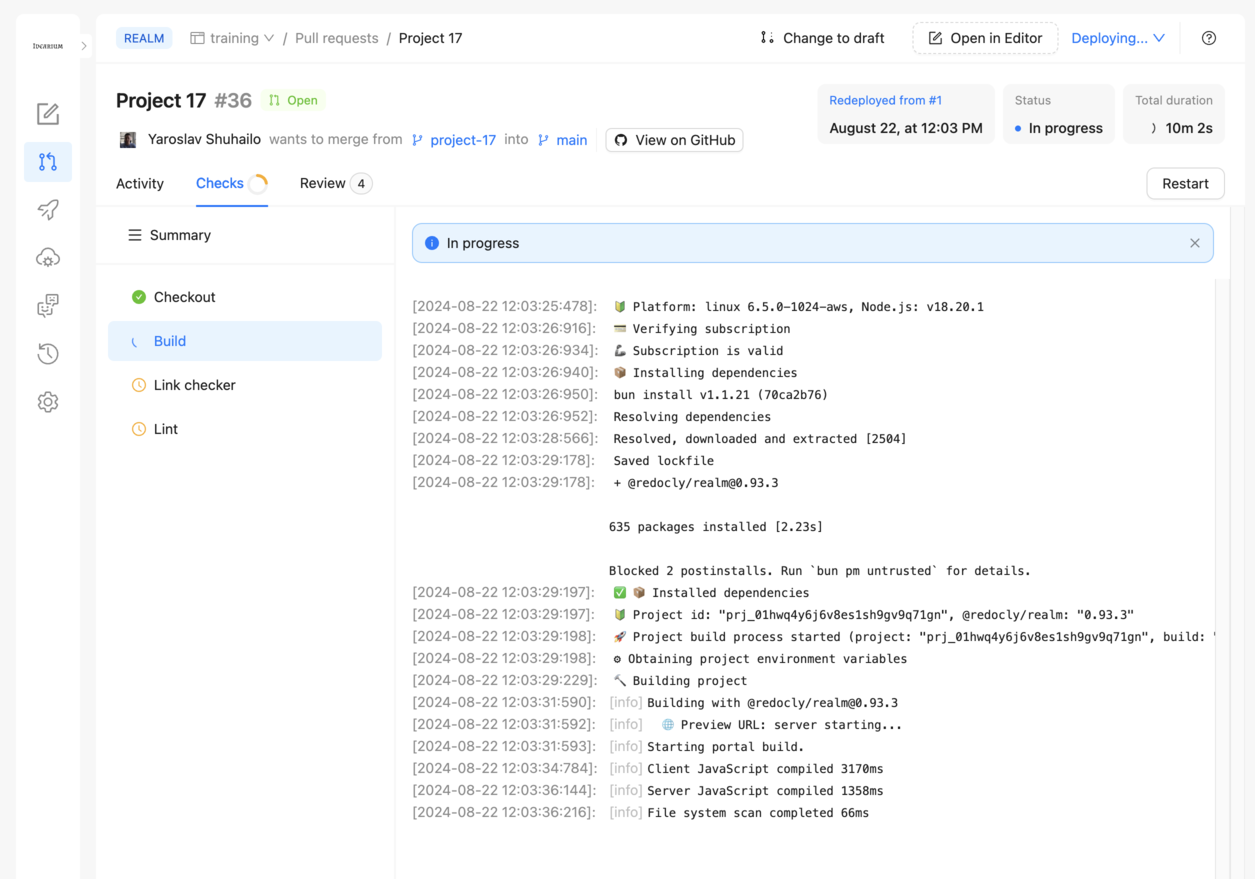 IDEARIUM
REALM training / Pull requests / Project 17 Change to draft Open in Editor Deploying...
Project 17 #36 Open
Yaroslav Shuhailo wants to merge from project-17 into main View on GitHub
Redeployed from #1
August 22, at 12:03 PM
Status
In progress
Total duration
10m 2s
Activity Checks Review 4 Restart
Summary
Checkout
Build
Link checker
Lint
In progress
[2024-08-22 12:03:25:478]: 🔰 Platform: linux 6.5.0-1024-aws, Node.js: v18.20.1
[2024-08-22 12:03:26:916]: 💳 Verifying subscription
[2024-08-22 12:03:26:934]: 🦾 Subscription is valid
[2024-08-22 12:03:26:940]: 📦 Installing dependencies
[2024-08-22 12:03:26:950]: bun install v1.1.21 (70ca2b76)
[2024-08-22 12:03:26:952]: Resolving dependencies
[2024-08-22 12:03:28:566]: Resolved, downloaded and extracted [2504]
[2024-08-22 12:03:29:178]: Saved lockfile
[2024-08-22 12:03:29:178]: + @redocly/realm@0.93.3
635 packages installed [2.23s]
Blocked 2 postinstalls. Run `bun pm untrusted` for details.
[2024-08-22 12:03:29:197]: ✅ 📦 Installed dependencies
[2024-08-22 12:03:29:197]: 🔰 Project id: "prj_01hwq4y6j6v8es1sh9gv9q71gn", @redocly/realm: "0.93.3"
[2024-08-22 12:03:29:198]: 🚀 Project build process started (project: "prj_01hwq4y6j6v8es1sh9gv9q71gn", build: "
[2024-08-22 12:03:29:198]: ⚙ Obtaining project environment variables
[2024-08-22 12:03:29:229]: 🔨 Building project
[2024-08-22 12:03:31:590]: [info] Building with @redocly/realm@0.93.3
[2024-08-22 12:03:31:592]: [info] 🌐 Preview URL: server starting...
[2024-08-22 12:03:31:593]: [info] Starting portal build.
[2024-08-22 12:03:34:784]: [info] Client JavaScript compiled 3170ms
[2024-08-22 12:03:36:144]: [info] Server JavaScript compiled 1358ms
[2024-08-22 12:03:36:216]: [info] File system scan completed 66ms